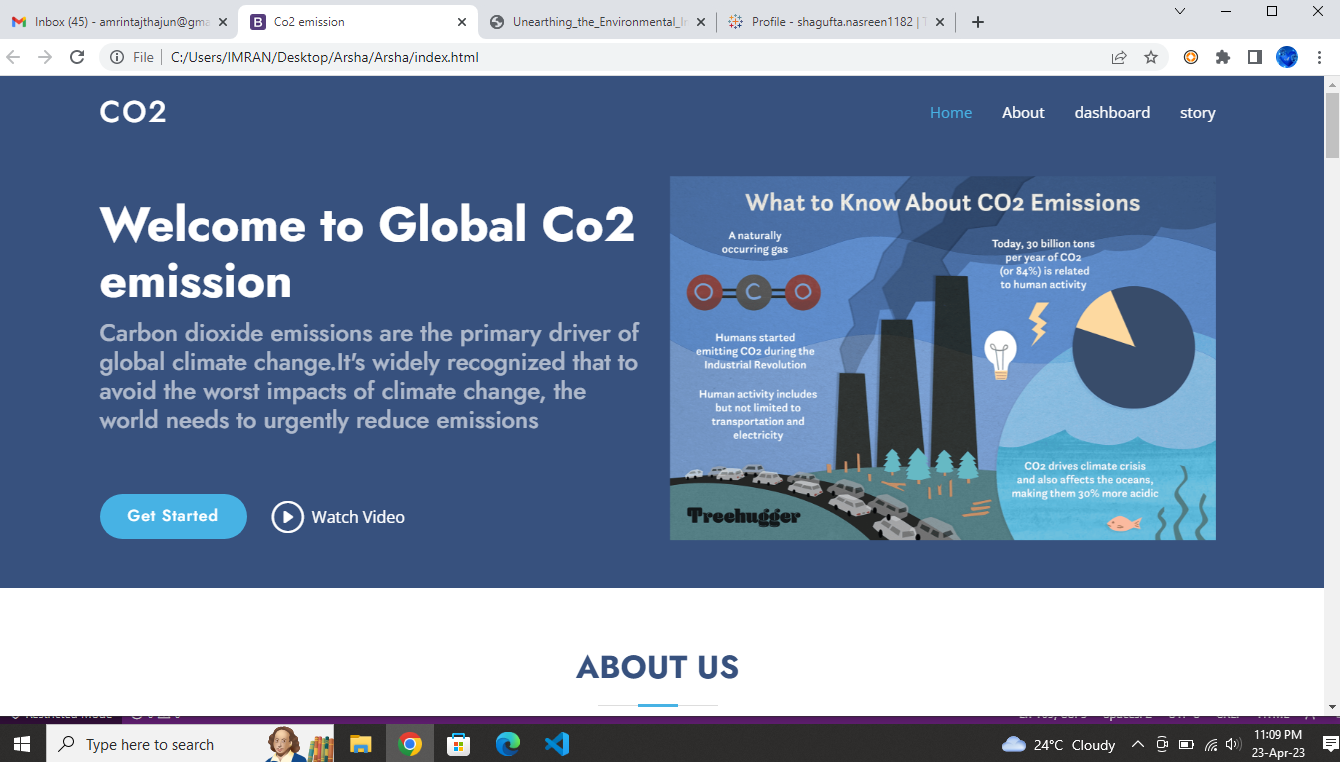 Inbox (45) - amrintajthajun@gma
Co2 emission
Unearthing_the_Environmental_I
Profile - shagufta.nasreen1182 | T
File
C:/Users/IMRAN/Desktop/Arsha/Arsha/index.html
CO2
Home
About
dashboard
story
Welcome to Global Co2
emission
Carbon dioxide emissions are the primary driver of
global climate change.It's widely recognized that to
avoid the worst impacts of climate change, the
world needs to urgently reduce emissions
Get Started
Watch Video
What to Know About CO2 Emissions
A naturally
occurring gas
O C O
Humans started
emitting CO2 during the
Industrial Revolution
Human activity includes
but not limited to
transportation and
electricity
Today, 30 billion tons
per year of CO2
(or 84%) is related
to human activity
CO2 drives climate crisis
and also affects the oceans,
making them 30% more acidic
Treehugger
ABOUT US
Type here to search
24°C Cloudy
11:09 PM
23-Apr-23